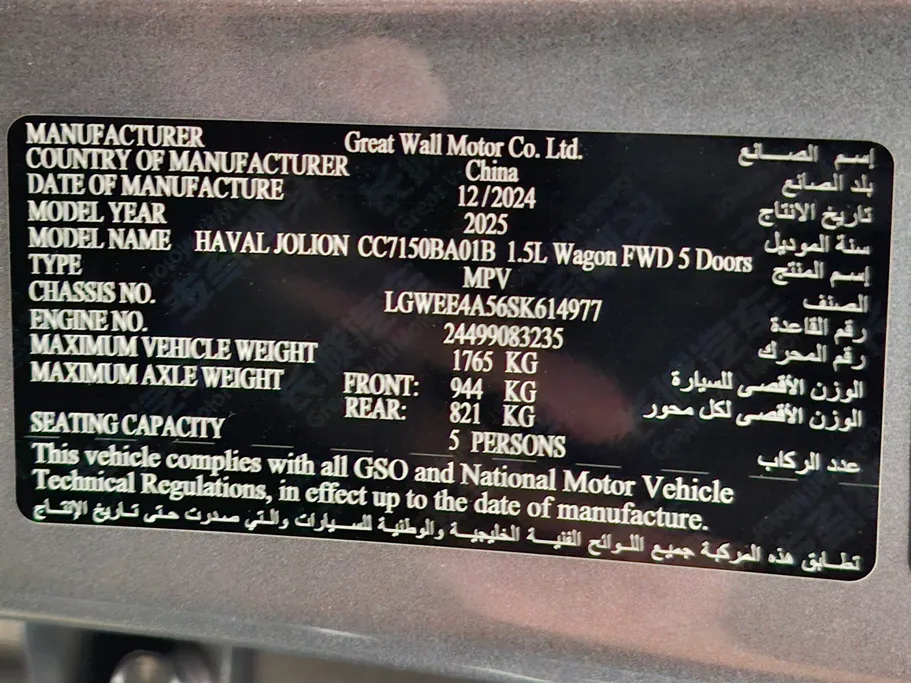 MANUFACTURER Great Wall Motor Co. Ltd. إسم الصانع
COUNTRY OF MANUFACTURER China بلد الصانع
DATE OF MANUFACTURE 12/2024 تاريخ الانتاج
MODEL YEAR 2025 سنة الموديل
MODEL NAME HAVAL JOLION CC7150BA01B 1.5L Wagon FWD 5 Doors إسم المنتج
TYPE MPV الصنف
CHASSIS NO. LGWEE4A56SK614977 رقم القاعدة
ENGINE NO. 24499083235 رقم المحرك
MAXIMUM VEHICLE WEIGHT 1765 KG الوزن الأقصى للسيارة
MAXIMUM AXLE WEIGHT FRONT: 944 KG الوزن الأقصى لكل محور
REAR: 821 KG
SEATING CAPACITY 5 PERSONS عدد الركاب
This vehicle complies with all GSO and National Motor Vehicle
Technical Regulations, in effect up to the date of manufacture.
تطابق هذه المركبة جميع اللوائح الفنية الخليجية والوطنية للسيارات والتي صدرت حتى تاريخ الإنتاج